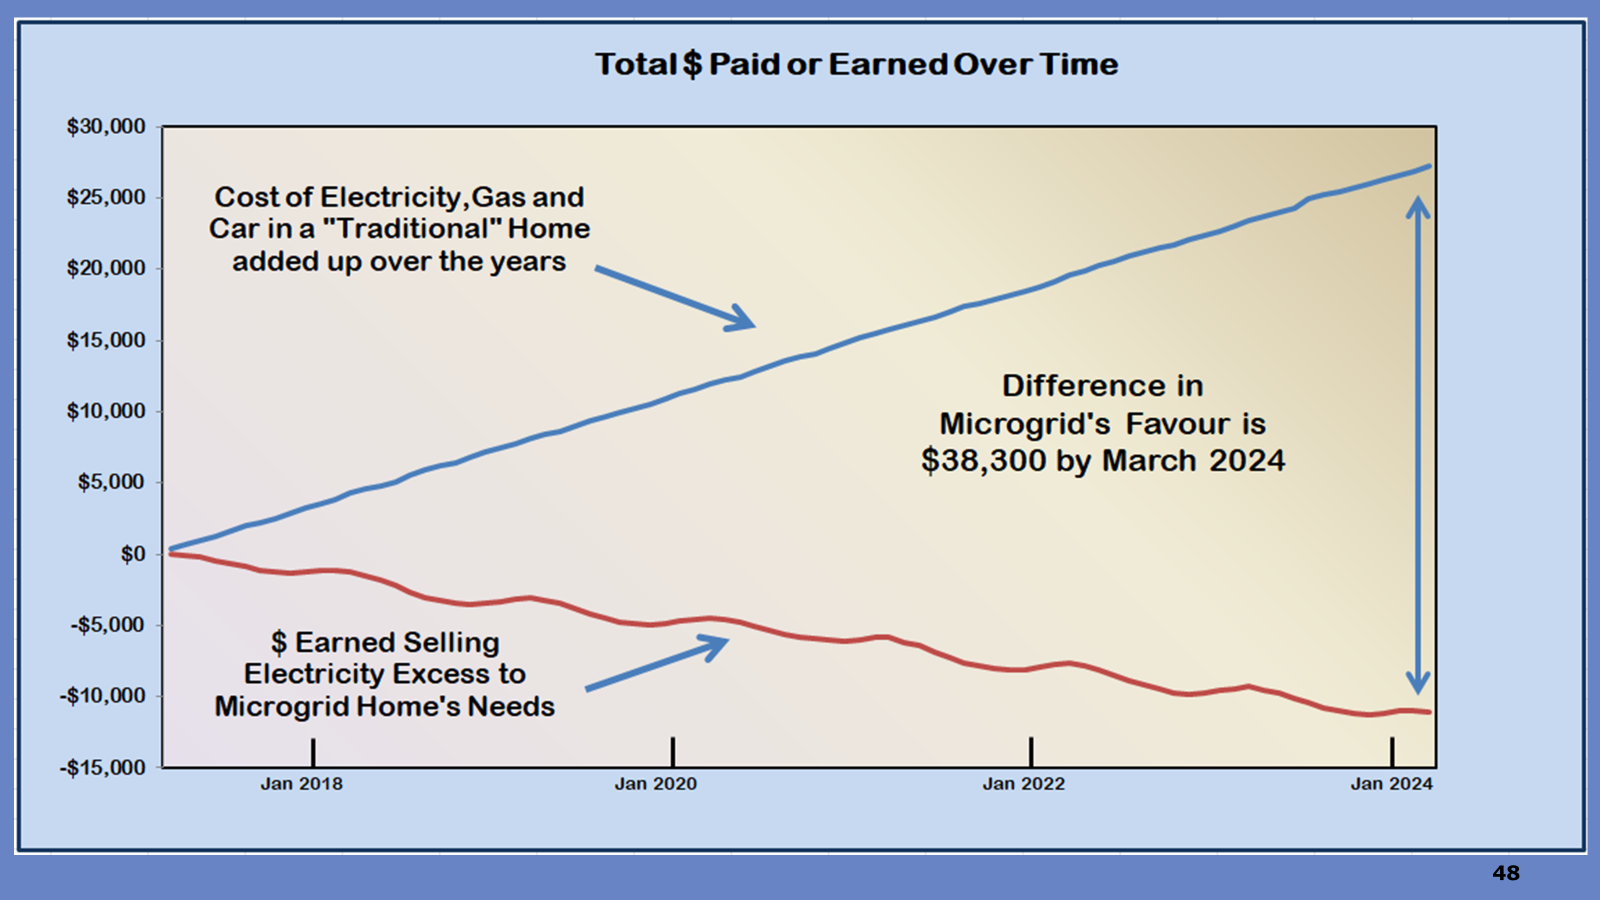 Total $ Paid or Earned Over Time
$30,000
$25,000
$20,000
$15,000
$10,000
$5,000
$0
-$5,000
-$10,000
-$15,000
Cost of Electricity,Gas and
Car in a "Traditional" Home
added up over the years
Difference in
Microgrid's Favour is
$38,300 by March 2024
$ Earned Selling
Electricity Excess to
Microgrid Home's Needs
Jan 2018
Jan 2020
Jan 2022
Jan 2024
48